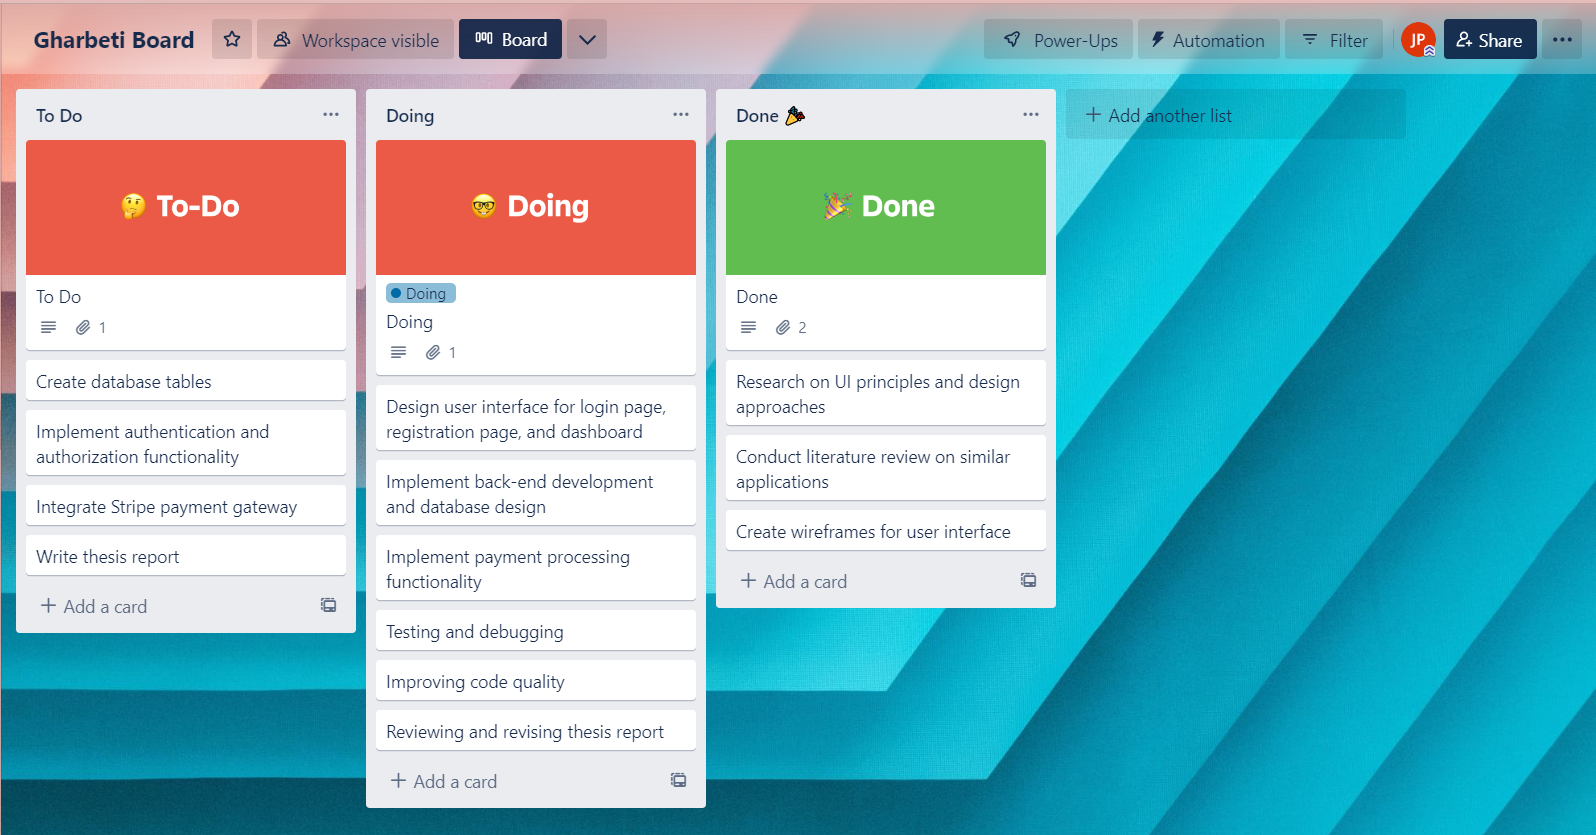 Gharbeti Board
Workspace visible
Board
Power-Ups
Automation
Filter
JP
Share
To Do
🤔 To-Do
To Do
1
Create database tables
Implement authentication and
authorization functionality
Integrate Stripe payment gateway
Write thesis report
+ Add a card
Doing
🤓 Doing
Doing
Doing
1
Design user interface for login page,
registration page, and dashboard
Implement back-end development
and database design
Implement payment processing
functionality
Testing and debugging
Improving code quality
Reviewing and revising thesis report
+ Add a card
Done 🎉
🎉 Done
Done
2
Research on UI principles and design
approaches
Conduct literature review on similar
applications
Create wireframes for user interface
+ Add a card
+ Add another list